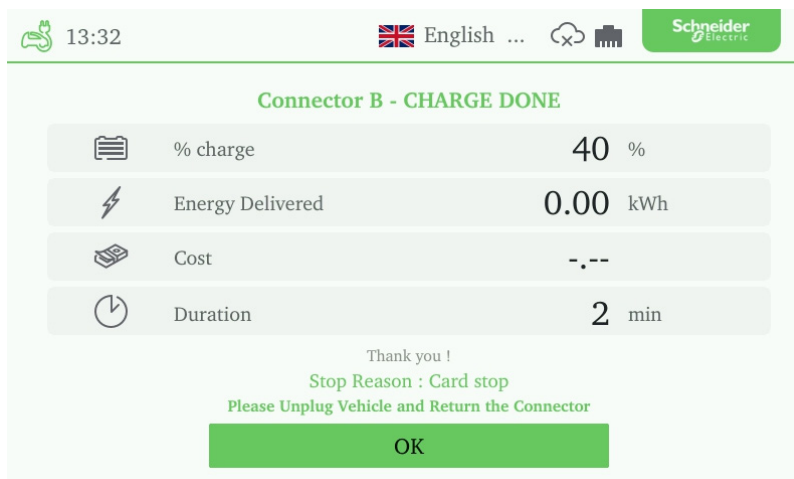 13:32 English ... Schneider
Electric
Connector B - CHARGE DONE
% charge 40 %
Energy Delivered 0.00 kWh
Cost -.--
Duration 2 min
Thank you !
Stop Reason : Card stop
Please Unplug Vehicle and Return the Connector
OK